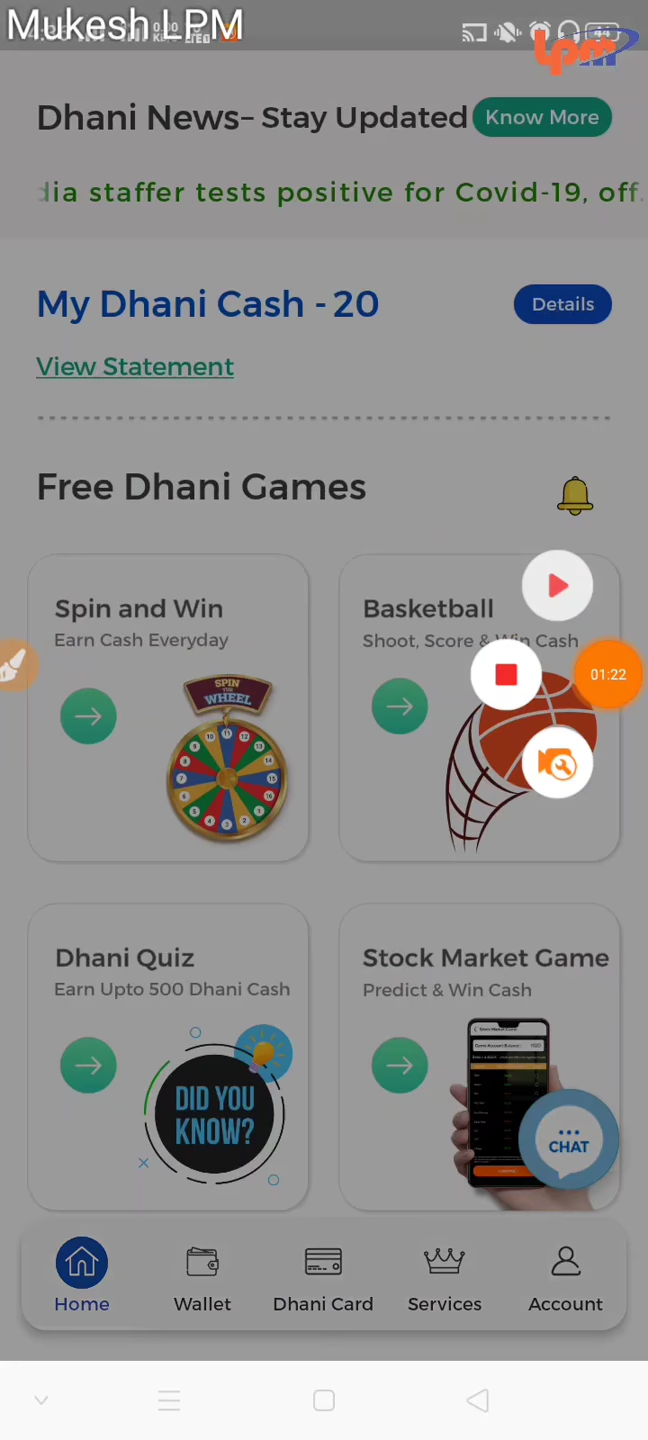 Mukesh LPM
44
LPM
Dhani News– Stay Updated
Know More
dia staffer tests positive for Covid-19, off.
My Dhani Cash - 20
Details
View Statement
Free Dhani Games
Spin and Win
Earn Cash Everyday
Basketball
Shoot, Score & Win Cash
SPIN
THE
WHEEL
01:22
Dhani Quiz
Earn Upto 500 Dhani Cash
Stock Market Game
Predict & Win Cash
DID YOU
KNOW?
CHAT
Home
Wallet
Dhani Card
Services
Account